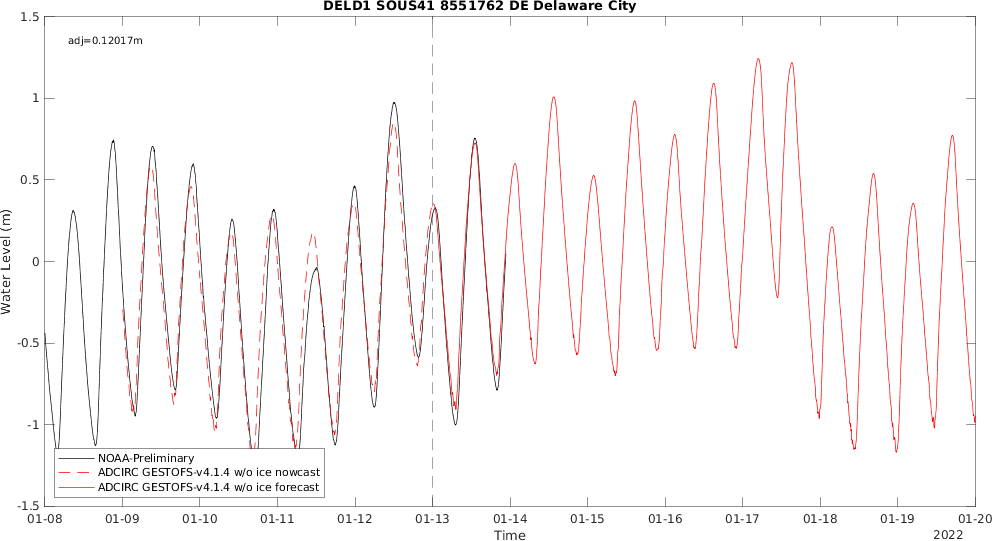 DELD1 SOUS41 8551762 DE Delaware City
adj=0.12017m
1.5
1
0.5
0
-0.5
-1
-1.5
Water Level (m)
NOAA-Preliminary
ADCIRC GESTOFS-v4.1.4 w/o ice nowcast
ADCIRC GESTOFS-v4.1.4 w/o ice forecast
01-08 01-09 01-10 01-11 01-12 01-13 01-14 01-15 01-16 01-17 01-18 01-19 01-20
Time
2022